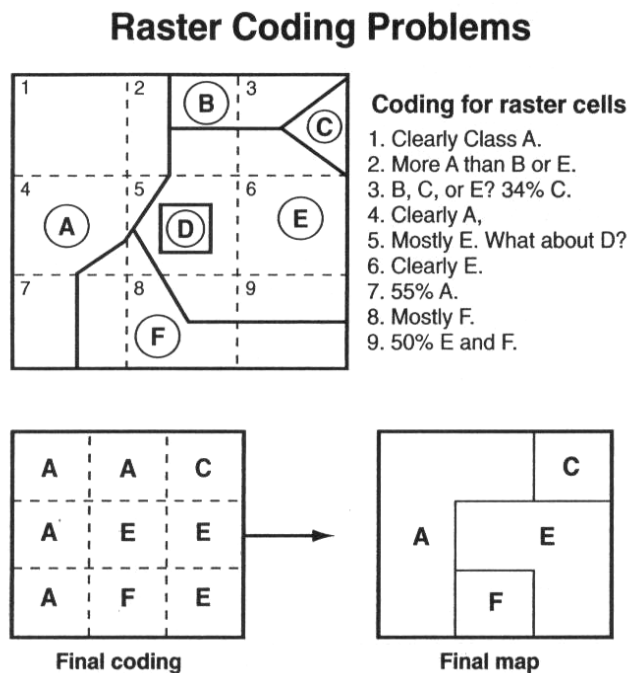 Raster Coding Problems
1
2
B
3
C
4
A
5
D
6
E
7
8
F
9
Coding for raster cells
1. Clearly Class A.
2. More A than B or E.
3. B, C, or E? 34% C.
4. Clearly A,
5. Mostly E. What about D?
6. Clearly E.
7. 55% A.
8. Mostly F.
9. 50% E and F.
A A C
A E E
A F E
Final coding
C
A
E
F
Final map